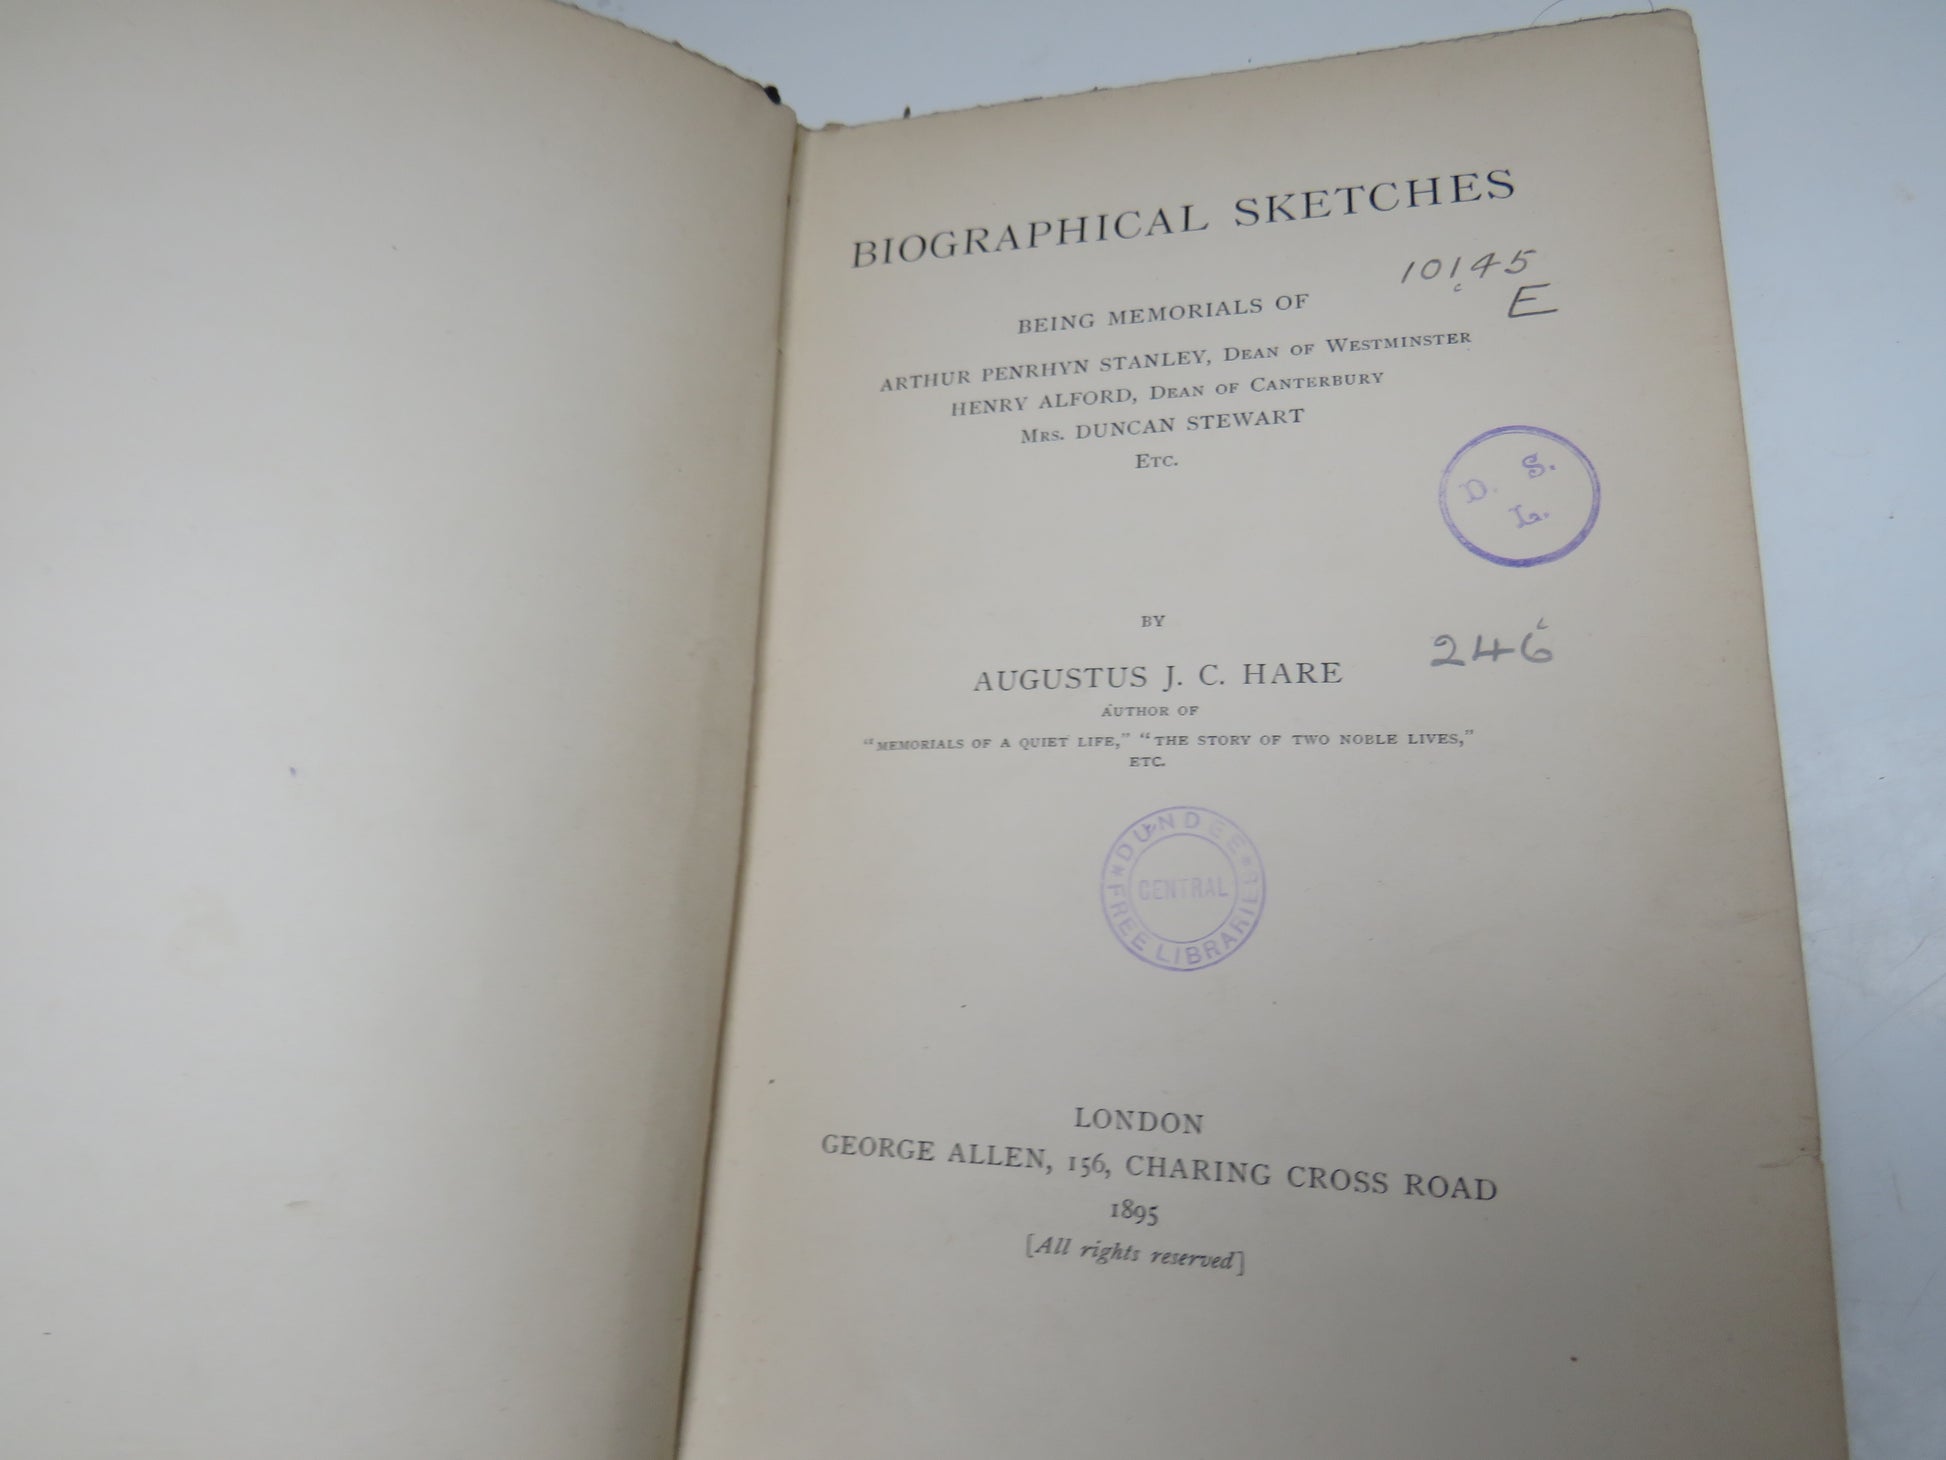 BIOGRAPHICAL SKETCHES
10145
E
BEING MEMORIALS OF
ARTHUR PENRHYN STANLEY, DEAN OF WESTMINSTER
HENRY ALFORD, DEAN OF CANTERBURY
MRS. DUNCAN STEWART
ETC.
D. S.
L.
BY
AUGUSTUS J. C. HARE
246
AUTHOR OF
"MEMORIALS OF A QUIET LIFE," "THE STORY OF TWO NOBLE LIVES,"
ETC.
DUNDEE
CENTRAL
FREE LIBRARIES
LONDON
GEORGE ALLEN, 156, CHARING CROSS ROAD
1895
[All rights reserved]